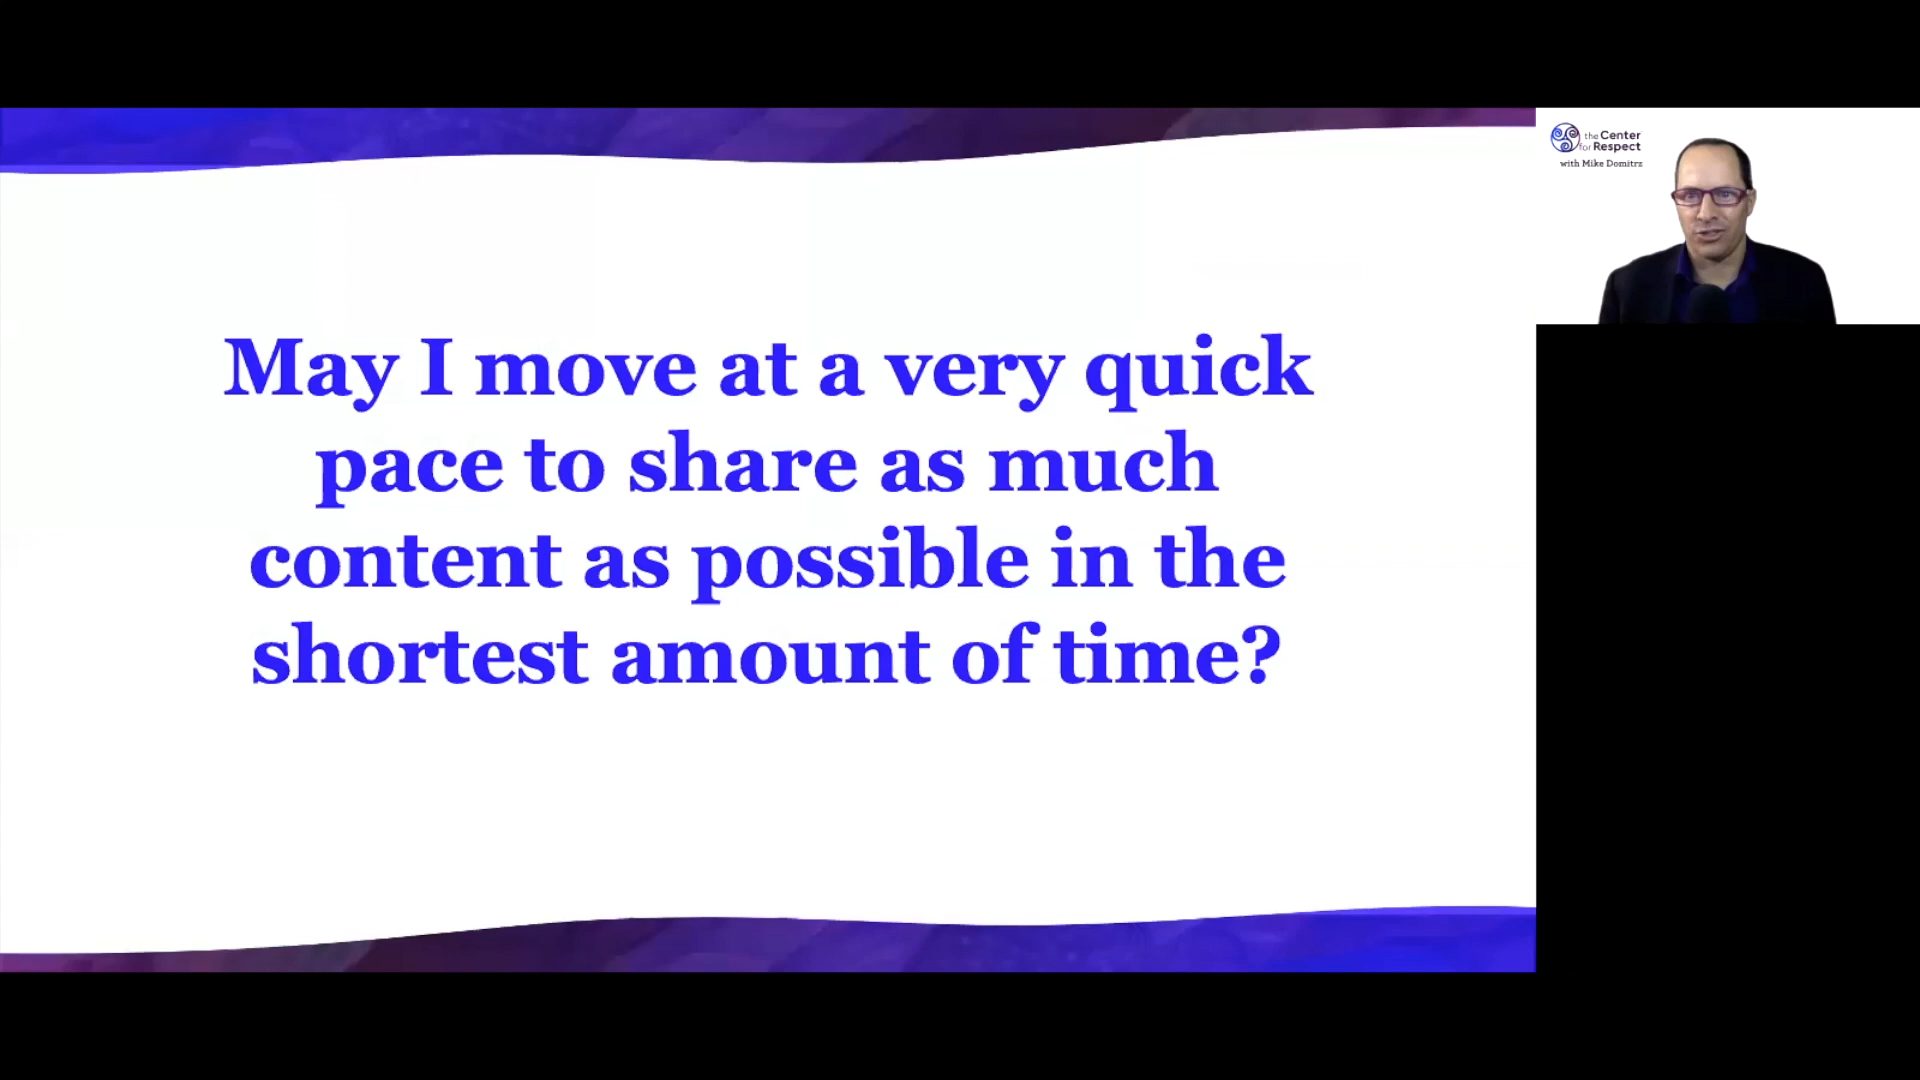 May I move at a very quick
pace to share as much
content as possible in the
shortest amount of time?
the Center
for Respect
with Mike Domitrz